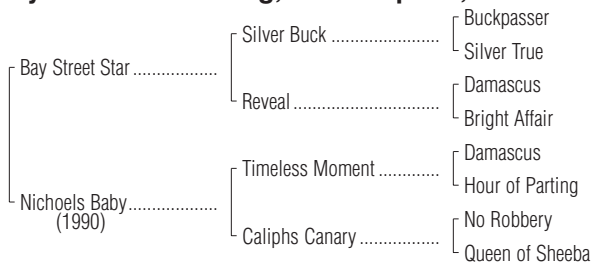 Buckpasser
Silver Buck ....................
Silver True
Bay Street Star ................
Damascus
Reveal ...........................
Bright Affair
Damascus
Timeless Moment ............
Hour of Parting
Nichoels Baby.................
(1990)
No Robbery
Caliphs Canary ...............
Queen of Sheeba